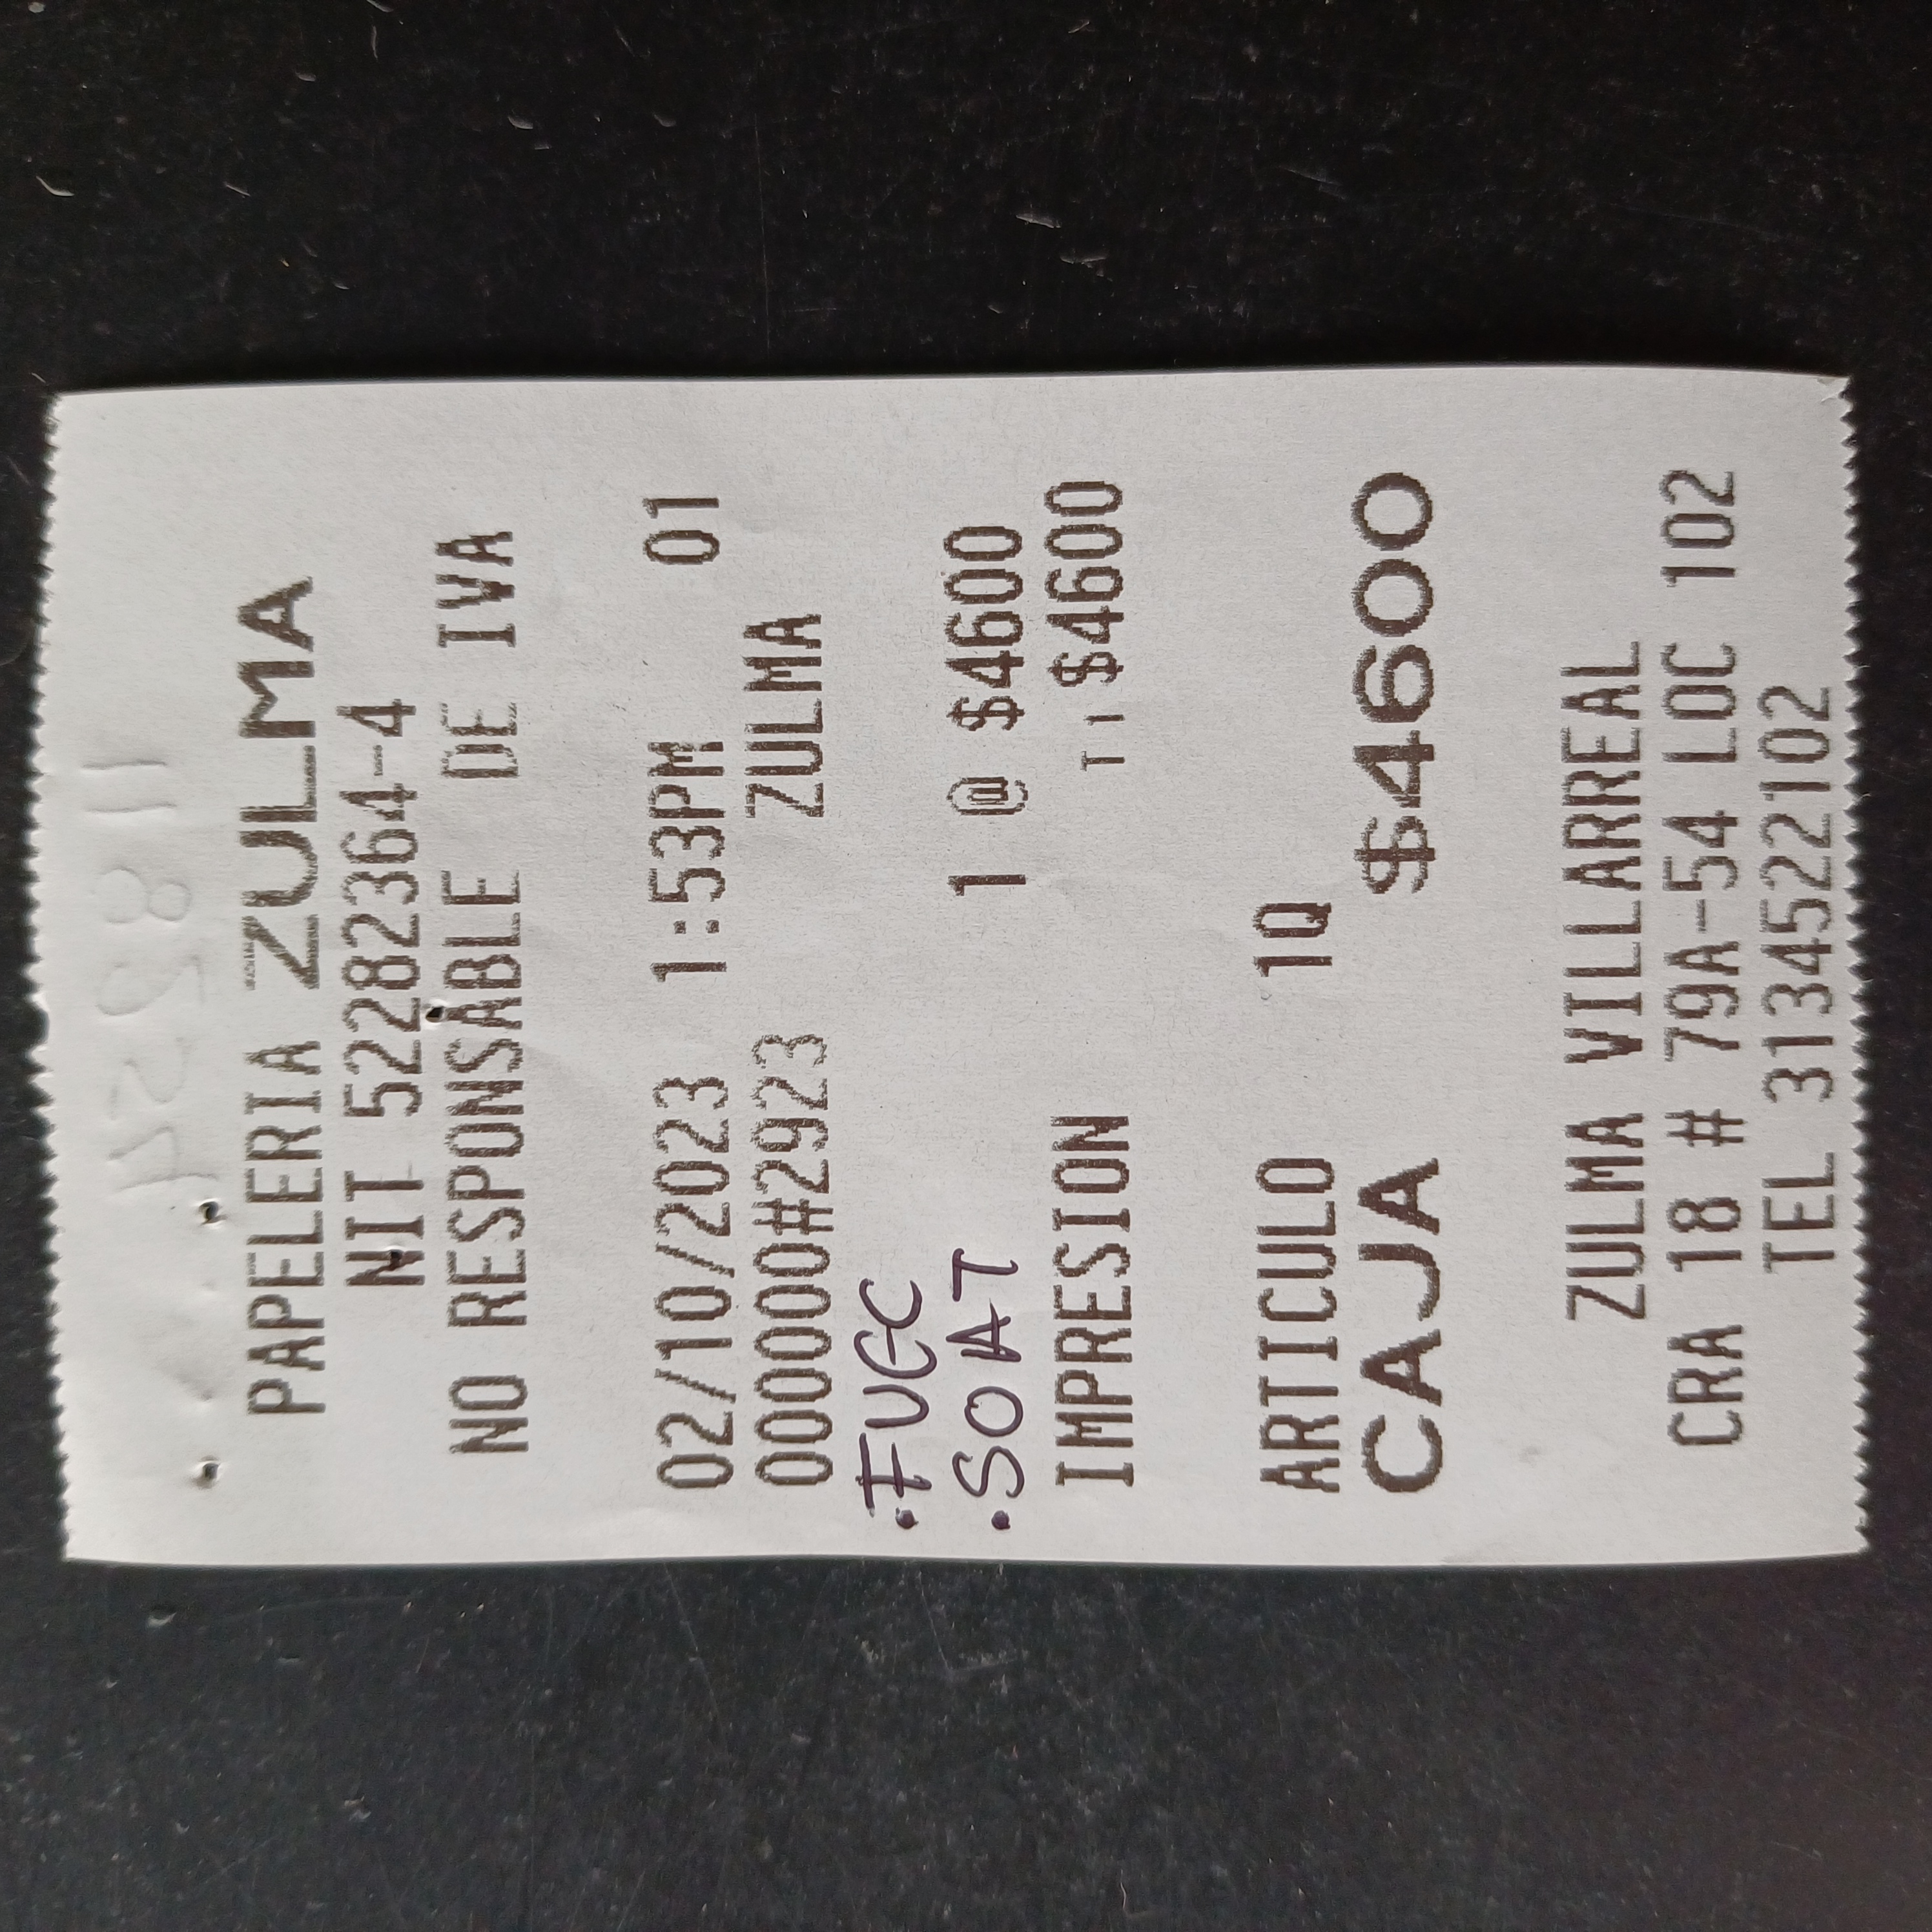 PAPELERIA ZULMA
NIT 52282364-4
NO RESPONSABLE DE IVA
02/10/2023 1:53PM 01
000000#2923 ZULMA
.FUGC
.SOAT
1 @ $4600
IMPRESION T1 $4600
ARTICULO 1Q
CAJA $4600
ZULMA VILLARREAL
CRA 18 # 79A-54 LOC 102
TEL 3134522102